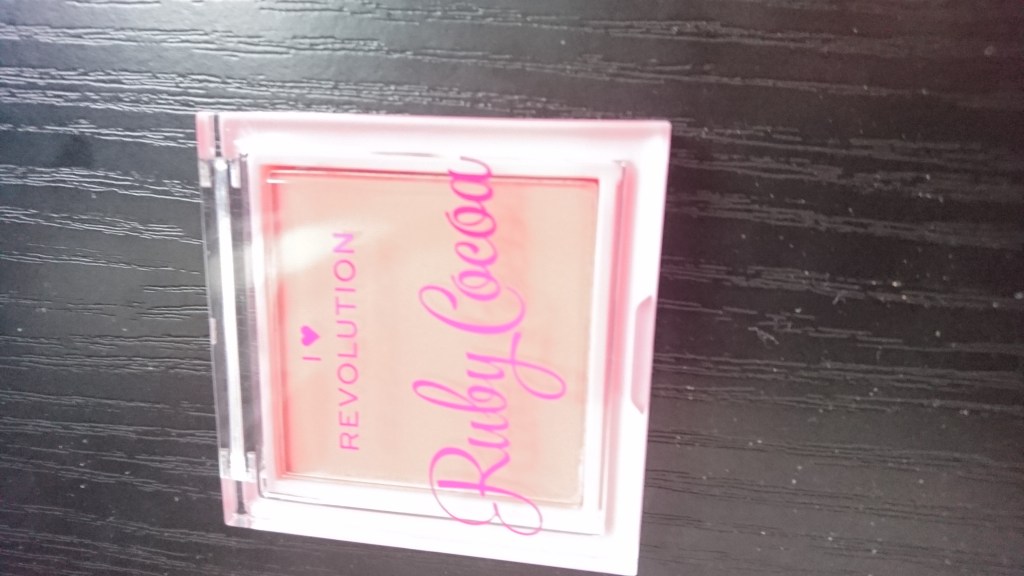 I ♥
REVOLUTION
Ruby Cocoa